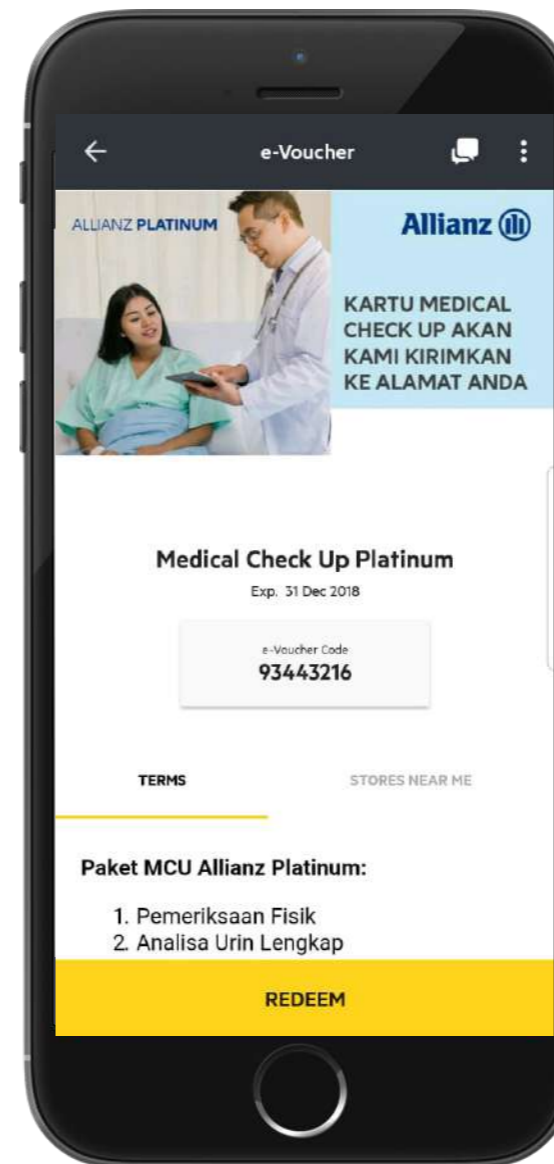 e-Voucher
ALLIANZ PLATINUM
Allianz
KARTU MEDICAL
CHECK UP AKAN
KAMI KIRIMKAN
KE ALAMAT ANDA
Medical Check Up Platinum
Exp. 31 Dec 2018
e-Voucher Code
93443216
TERMS
STORES NEAR ME
Paket MCU Allianz Platinum:
1. Pemeriksaan Fisik
2. Analisa Urin Lengkap
REDEEM